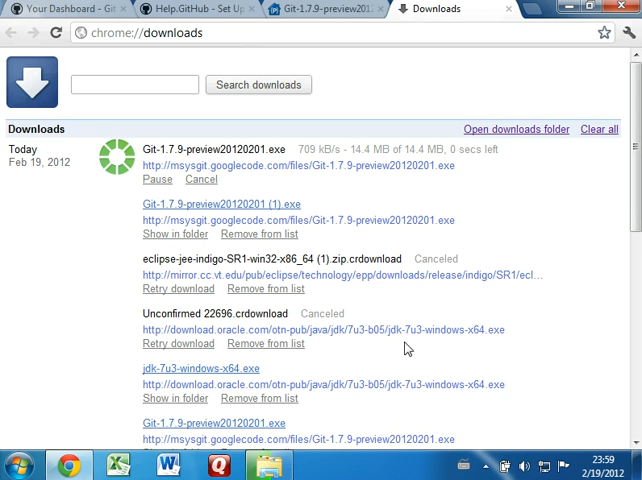 Your Dashboard - Git
Help.GitHub - Set Up
Git-1.7.9-preview2012
Downloads
chrome://downloads
Search downloads
Downloads
Open downloads folder
Clear all
Today
Feb 19, 2012
Git-1.7.9-preview20120201.exe 709 kB/s - 14.4 MB of 14.4 MB, 0 secs left
http://msysgit.googlecode.com/files/Git-1.7.9-preview20120201.exe
Pause Cancel
Git-1.7.9-preview20120201 (1).exe
http://msysgit.googlecode.com/files/Git-1.7.9-preview20120201.exe
Show in folder Remove from list
eclipse-jee-indigo-SR1-win32-x86_64 (1).zip.crdownload Canceled
http://mirror.cc.vt.edu/pub/eclipse/technology/epp/downloads/release/indigo/SR1/ecl...
Retry download Remove from list
Unconfirmed 22696.crdownload Canceled
http://download.oracle.com/otn-pub/java/jdk/7u3-b05/jdk-7u3-windows-x64.exe
Retry download Remove from list
jdk-7u3-windows-x64.exe
http://download.oracle.com/otn-pub/java/jdk/7u3-b05/jdk-7u3-windows-x64.exe
Show in folder Remove from list
Git-1.7.9-preview20120201.exe
http://msysgit.googlecode.com/files/Git-1.7.9-preview20120201.exe
23:59
2/19/2012